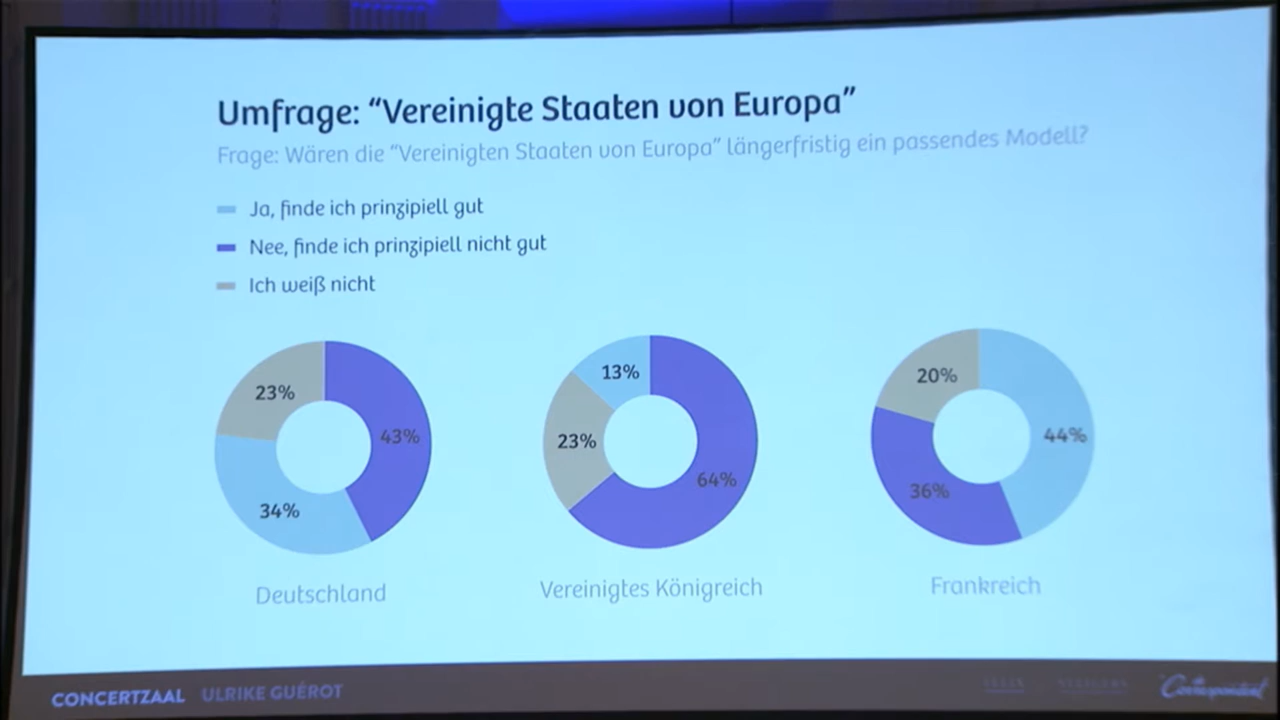 Umfrage: “Vereinigte Staaten von Europa”
Frage: Wären die “Vereinigten Staaten von Europa” längerfristig ein passendes Modell?
Ja, finde ich prinzipiell gut
Nee, finde ich prinzipiell nicht gut
Ich weiß nicht
23%
43%
34%
13%
23%
64%
20%
44%
36%
Deutschland
Vereinigtes Königreich
Frankreich
CONCERTZAAL ULRIKE GUÉROT
de Correspondent